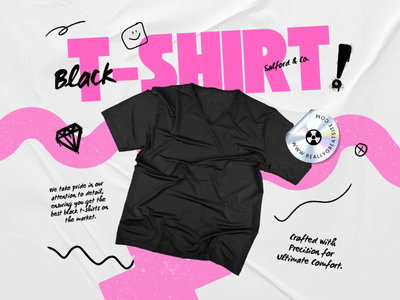 T-SHIRT
Black
Salford & Co.
WWW.REALLYGREATSITE.COM
We take pride in our
attention to detail,
ensuring you get the
best black t-shirts on
the market.
Crafted with
Precision for
Ultimate Comfort.
!